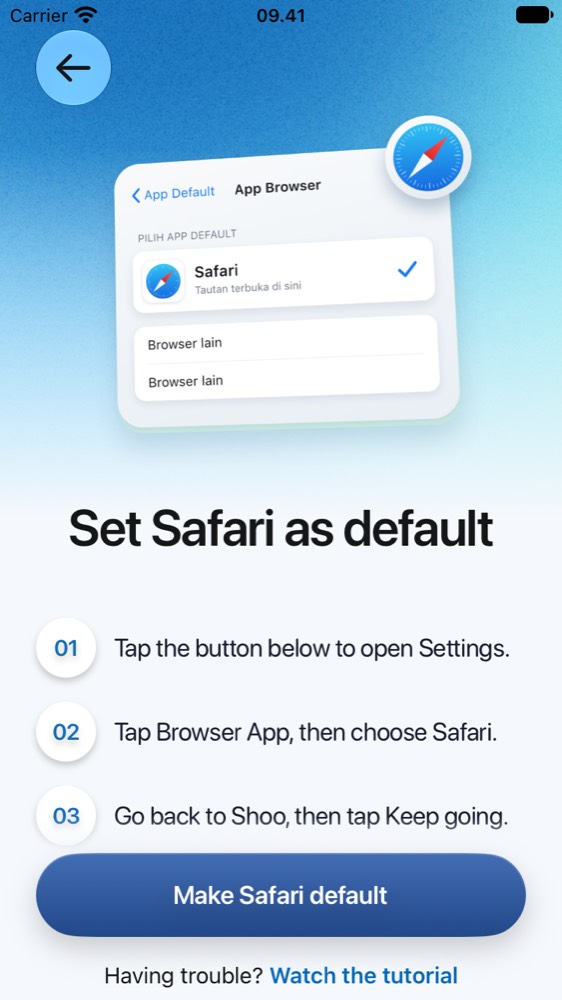 Carrier
09.41
App Default
App Browser
PILIH APP DEFAULT
Safari
Tautan terbuka di sini
Browser lain
Browser lain
Set Safari as default
01 Tap the button below to open Settings.
02 Tap Browser App, then choose Safari.
03 Go back to Shoo, then tap Keep going.
Make Safari default
Having trouble? Watch the tutorial